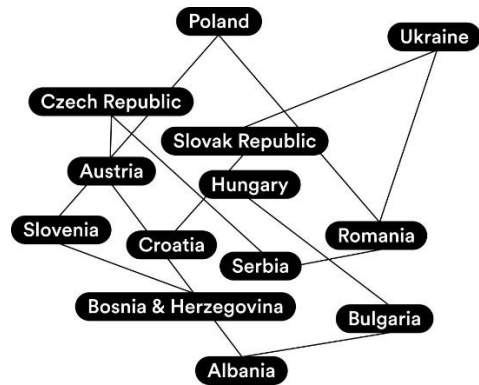 Poland
Ukraine
Czech Republic
Slovak Republic
Austria
Hungary
Slovenia
Croatia
Romania
Serbia
Bosnia & Herzegovina
Bulgaria
Albania